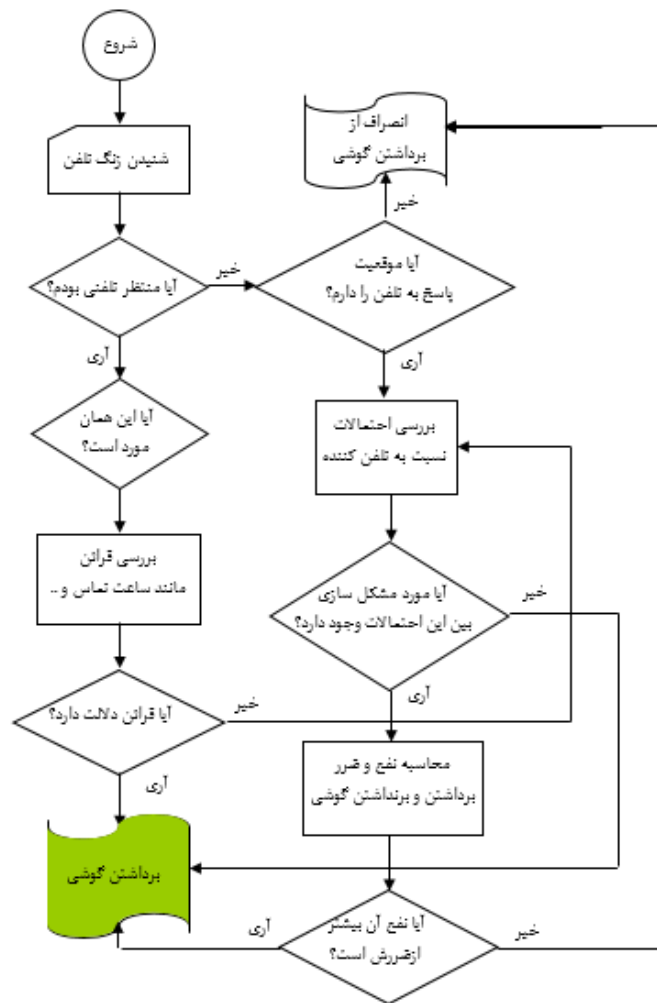 شروع
شنیدن زنگ تلفن
آیا منتظر تلفنی بودم؟
خیر
آری
آیا موقعیت
پاسخ به تلفن را دارم؟
خیر
انصراف از
برداشتن گوشی
آری
آیا این همان
مورد است؟
بررسی احتمالات
نسبت به تلفن کننده
بررسی قرائن
مانند ساعت تماس و ..
آیا مورد مشکل سازی
بین این احتمالات وجود دارد؟
خیر
آری
آیا قرائن دلالت دارد؟
خیر
آری
محاسبه نفع و ضرر
برداشتن و برنداشتن گوشی
برداشتن گوشی
آیا نفع آن بیشتر
ازضررش است؟
آری
خیر